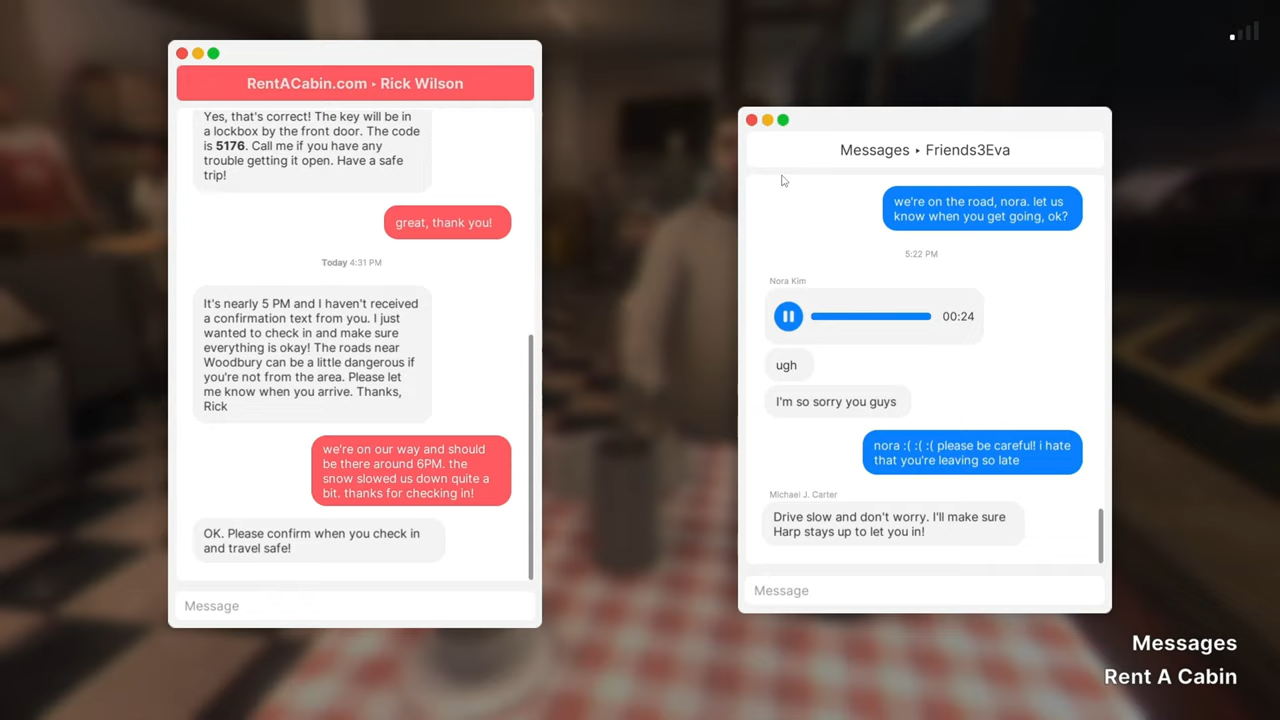 RentACabin.com ▸ Rick Wilson
Yes, that's correct! The key will be
in a lockbox by the front door. The code
is 5176. Call me if you have any
trouble getting it open. Have a safe
trip!
great, thank you!
Today 4:31 PM
It's nearly 5 PM and I haven't received
a confirmation text from you. I just
wanted to check in and make sure
everything is okay! The roads near
Woodbury can be a little dangerous if
you're not from the area. Please let
me know when you arrive. Thanks,
Rick
we're on our way and should
be there around 6PM. the
snow slowed us down quite a
bit. thanks for checking in!
OK. Please confirm when you check in
and travel safe!
Message
Messages ▸ Friends3Eva
we're on the road, nora. let us
know when you get going, ok?
5:22 PM
Nora Kim
00:24
ugh
I'm so sorry you guys
nora :( :( :( please be careful! i hate
that you're leaving so late
Michael J. Carter
Drive slow and don't worry. I'll make sure
Harp stays up to let you in!
Message
Messages
Rent A Cabin